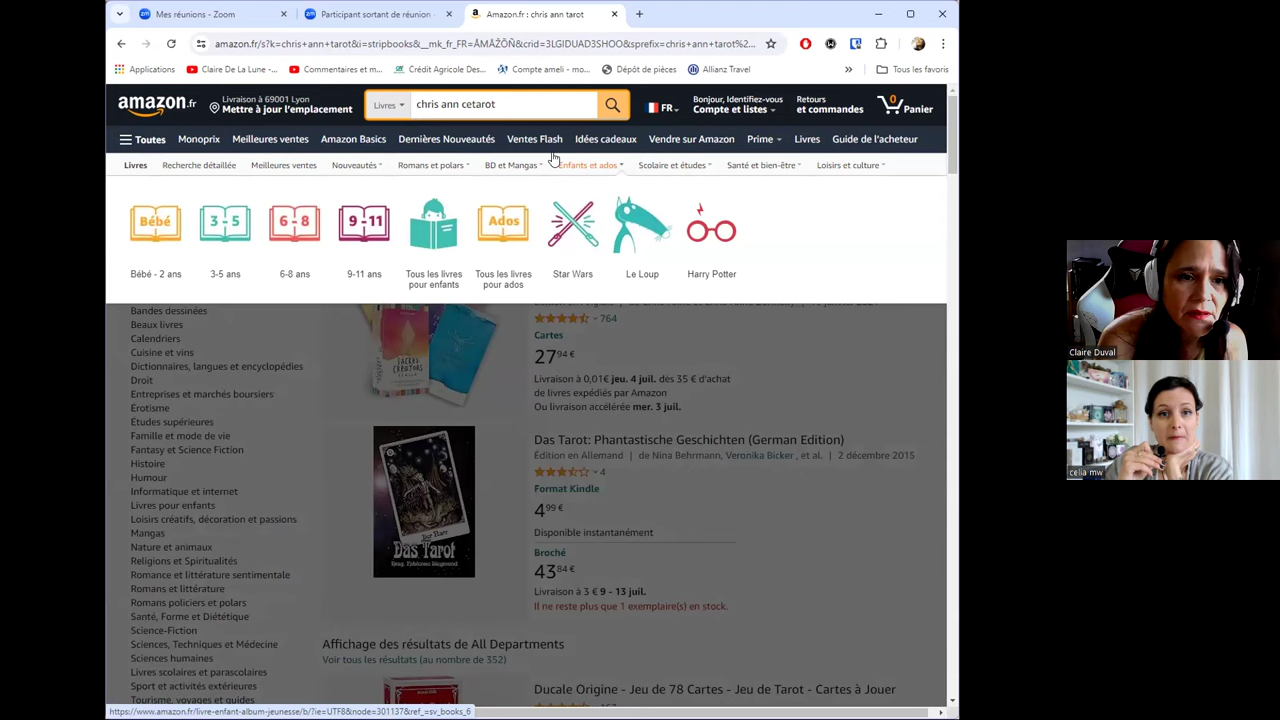 Mes réunions - Zoom
Participant sortant de réunion -
Amazon.fr : chris ann tarot
amazon.fr/s?k=chris+ann+tarot&i=stripbooks&__mk_fr_FR=ÅMÅŽÕÑ&crid=3LGIDUAD3SHOO&sprefix=chris+ann+tarot%2...
Applications
Claire De La Lune -...
Commentaires et m...
Crédit Agricole Des...
Compte ameli - mo...
Dépôt de pièces
Allianz Travel
»
Tous les favoris
amazon.fr
Livraison à 69001 Lyon
Mettre à jour l'emplacement
Livres
chris ann cetarot
FR
Bonjour, Identifiez-vous
Compte et listes
Retours
et commandes
0
Panier
Toutes
Monoprix
Meilleures ventes
Amazon Basics
Dernières Nouveautés
Ventes Flash
Idées cadeaux
Vendre sur Amazon
Prime
Livres
Guide de l'acheteur
Livres
Recherche détaillée
Meilleures ventes
Nouveautés
Romans et polars
BD et Mangas
Enfants et ados
Scolaire et études
Santé et bien-être
Loisirs et culture
Bébé
3 - 5
6 - 8
9 - 11
Ados
Bébé - 2 ans
3-5 ans
6-8 ans
9-11 ans
Tous les livres
pour enfants
Tous les livres
pour ados
Star Wars
Le Loup
Harry Potter
Bandes dessinées
Beaux livres
Calendriers
Cuisine et vins
Dictionnaires, langues et encyclopédies
Droit
Entreprises et marchés boursiers
Érotisme
Études supérieures
Famille et mode de vie
Fantasy et Science Fiction
Histoire
Humour
Informatique et internet
Livres pour enfants
Loisirs créatifs, décoration et passions
Mangas
Nature et animaux
Religions et Spiritualités
Romance et littérature sentimentale
Romans et littérature
Romans policiers et polars
Santé, Forme et Diététique
Science-Fiction
Sciences, Techniques et Médecine
Sciences humaines
Livres scolaires et parascolaires
Sport et activités extérieures
Tourisme, voyages et guides
SACRED
CREATORS
764
Cartes
27,94 €
Livraison à 0,01€ jeu. 4 juil. dès 35 € d'achat
de livres expédiés par Amazon
Ou livraison accélérée mer. 3 juil.
Das Tarot
Das Tarot: Phantastische Geschichten (German Edition)
Édition en Allemand | de Nina Behrmann, Veronika Bicker , et al. | 2 décembre 2015
4
Format Kindle
4,99 €
Disponible instantanément
Broché
43,84 €
Livraison à 3 € 9 - 13 juil.
Il ne reste plus que 1 exemplaire(s) en stock.
Affichage des résultats de All Departments
Voir tous les résultats (au nombre de 352)
Ducale Origine - Jeu de 78 Cartes - Jeu de Tarot - Cartes à Jouer
https://www.amazon.fr/livre-enfant-album-jeunesse/b/?ie=UTF8&node=301137&ref_=sv_books_6
Claire Duval
celia mw